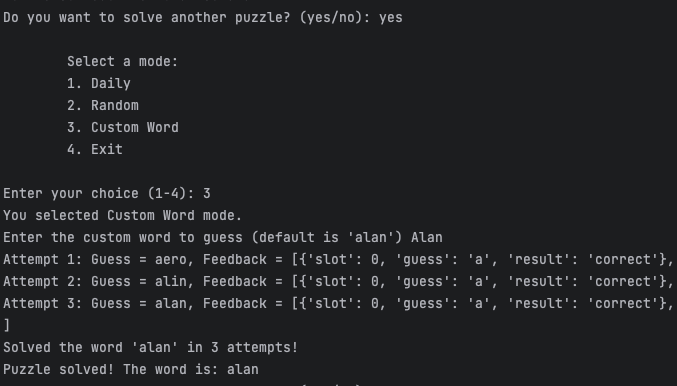 Do you want to solve another puzzle? (yes/no): yes
Select a mode:
1. Daily
2. Random
3. Custom Word
4. Exit
Enter your choice (1-4): 3
You selected Custom Word mode.
Enter the custom word to guess (default is 'alan') Alan
Attempt 1: Guess = aero, Feedback = [{'slot': 0, 'guess': 'a', 'result': 'correct'},
Attempt 2: Guess = alin, Feedback = [{'slot': 0, 'guess': 'a', 'result': 'correct'},
Attempt 3: Guess = alan, Feedback = [{'slot': 0, 'guess': 'a', 'result': 'correct'},
]
Solved the word 'alan' in 3 attempts!
Puzzle solved! The word is: alan